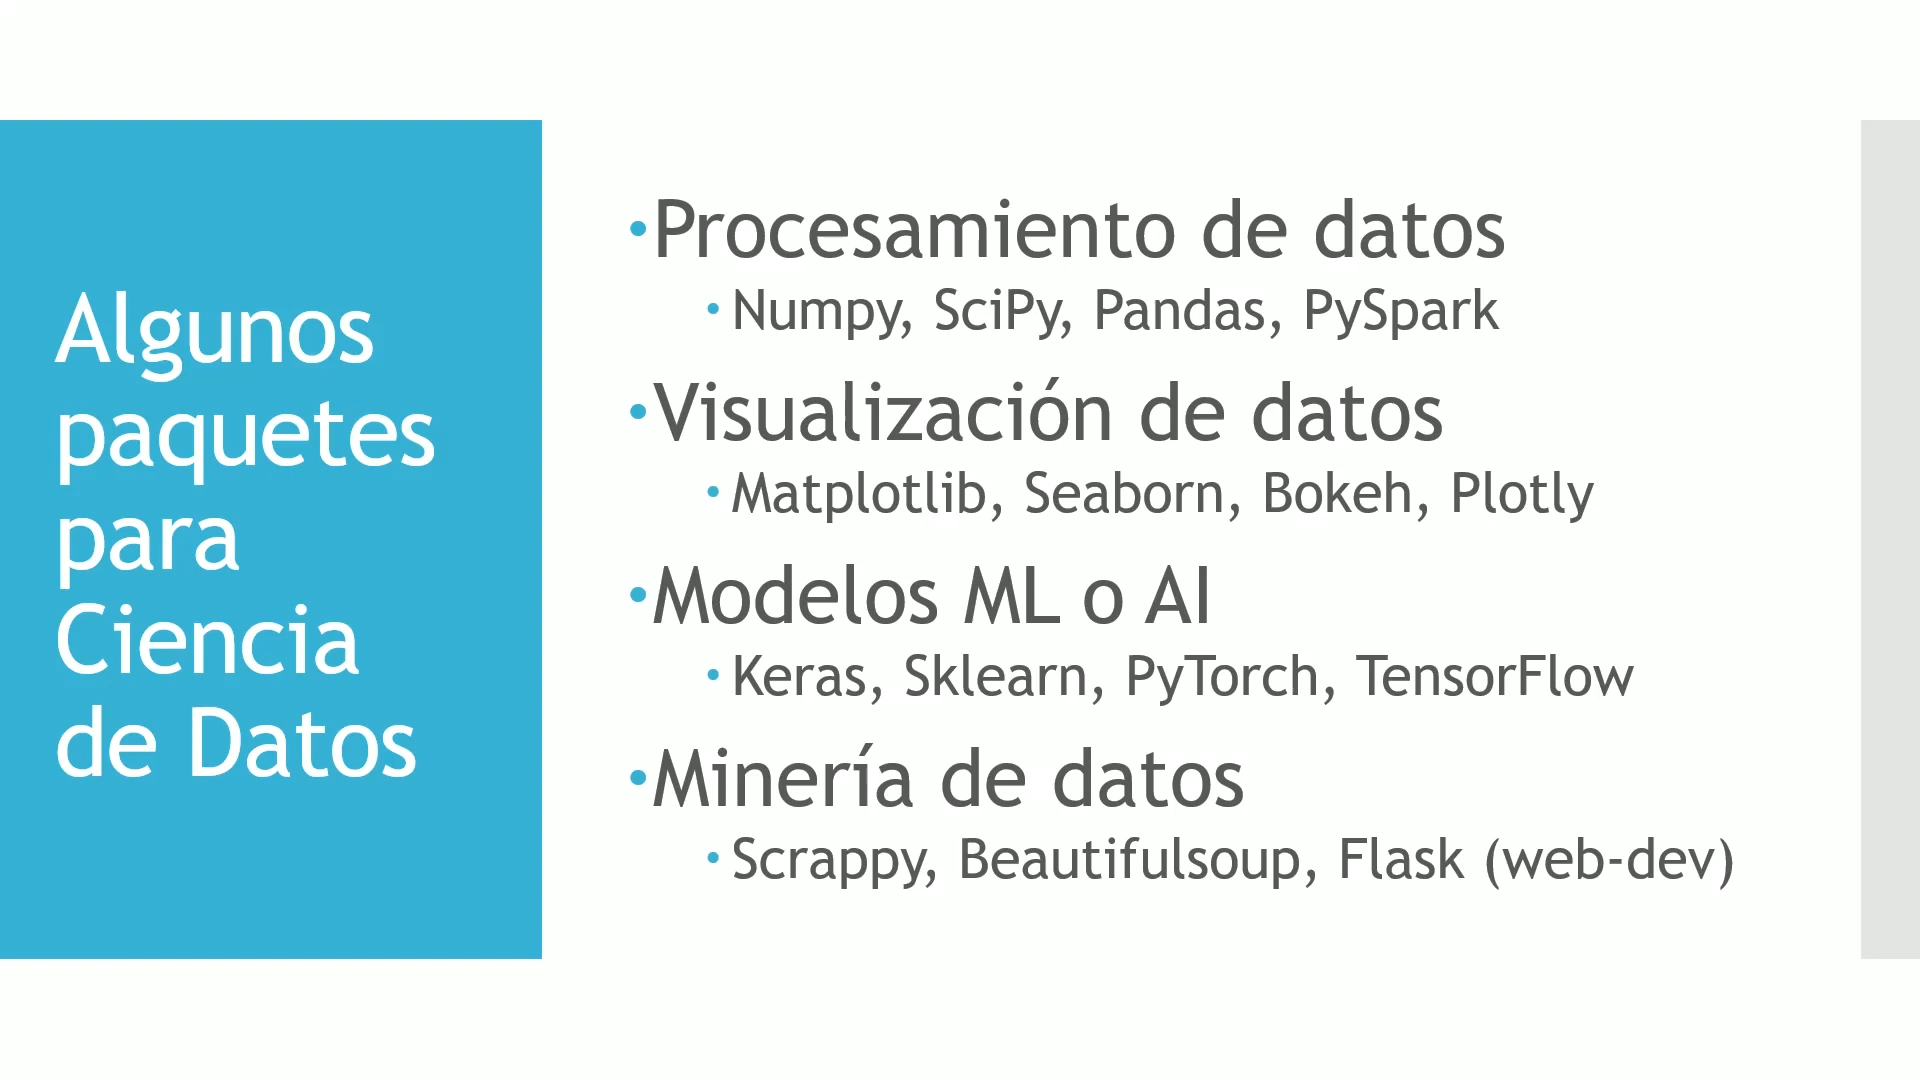 Algunos
paquetes
para
Ciencia
de Datos
•Procesamiento de datos
•Numpy, SciPy, Pandas, PySpark
•Visualización de datos
•Matplotlib, Seaborn, Bokeh, Plotly
•Modelos ML o AI
•Keras, Sklearn, PyTorch, TensorFlow
•Minería de datos
•Scrappy, Beautifulsoup, Flask (web-dev)